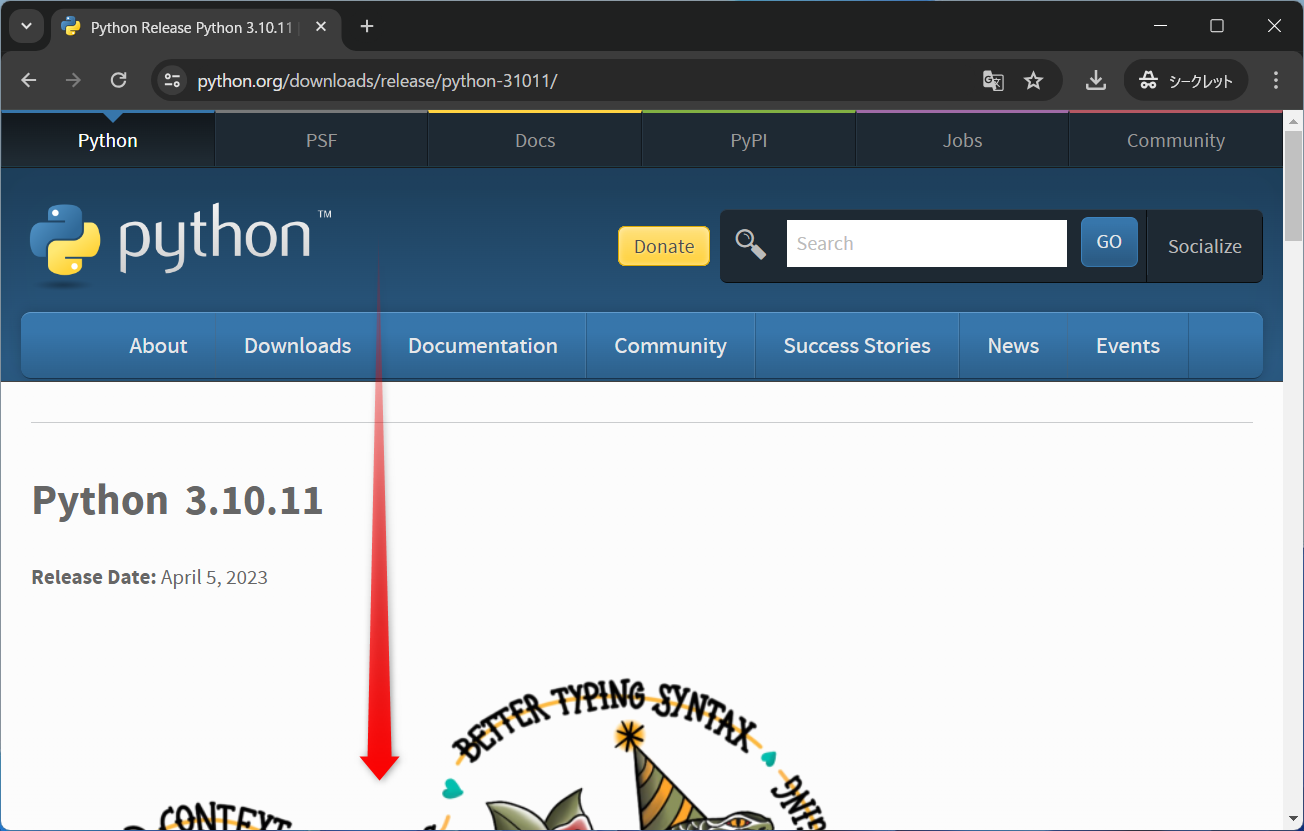 Python Release Python 3.10.11
python.org/downloads/release/python-31011/
シークレット
Python PSF Docs PyPI Jobs Community
python™
Donate Search GO Socialize
About Downloads Documentation Community Success Stories News Events
Python 3.10.11
Release Date: April 5, 2023
BETTER TYPING SYNTAX
CONTEXT